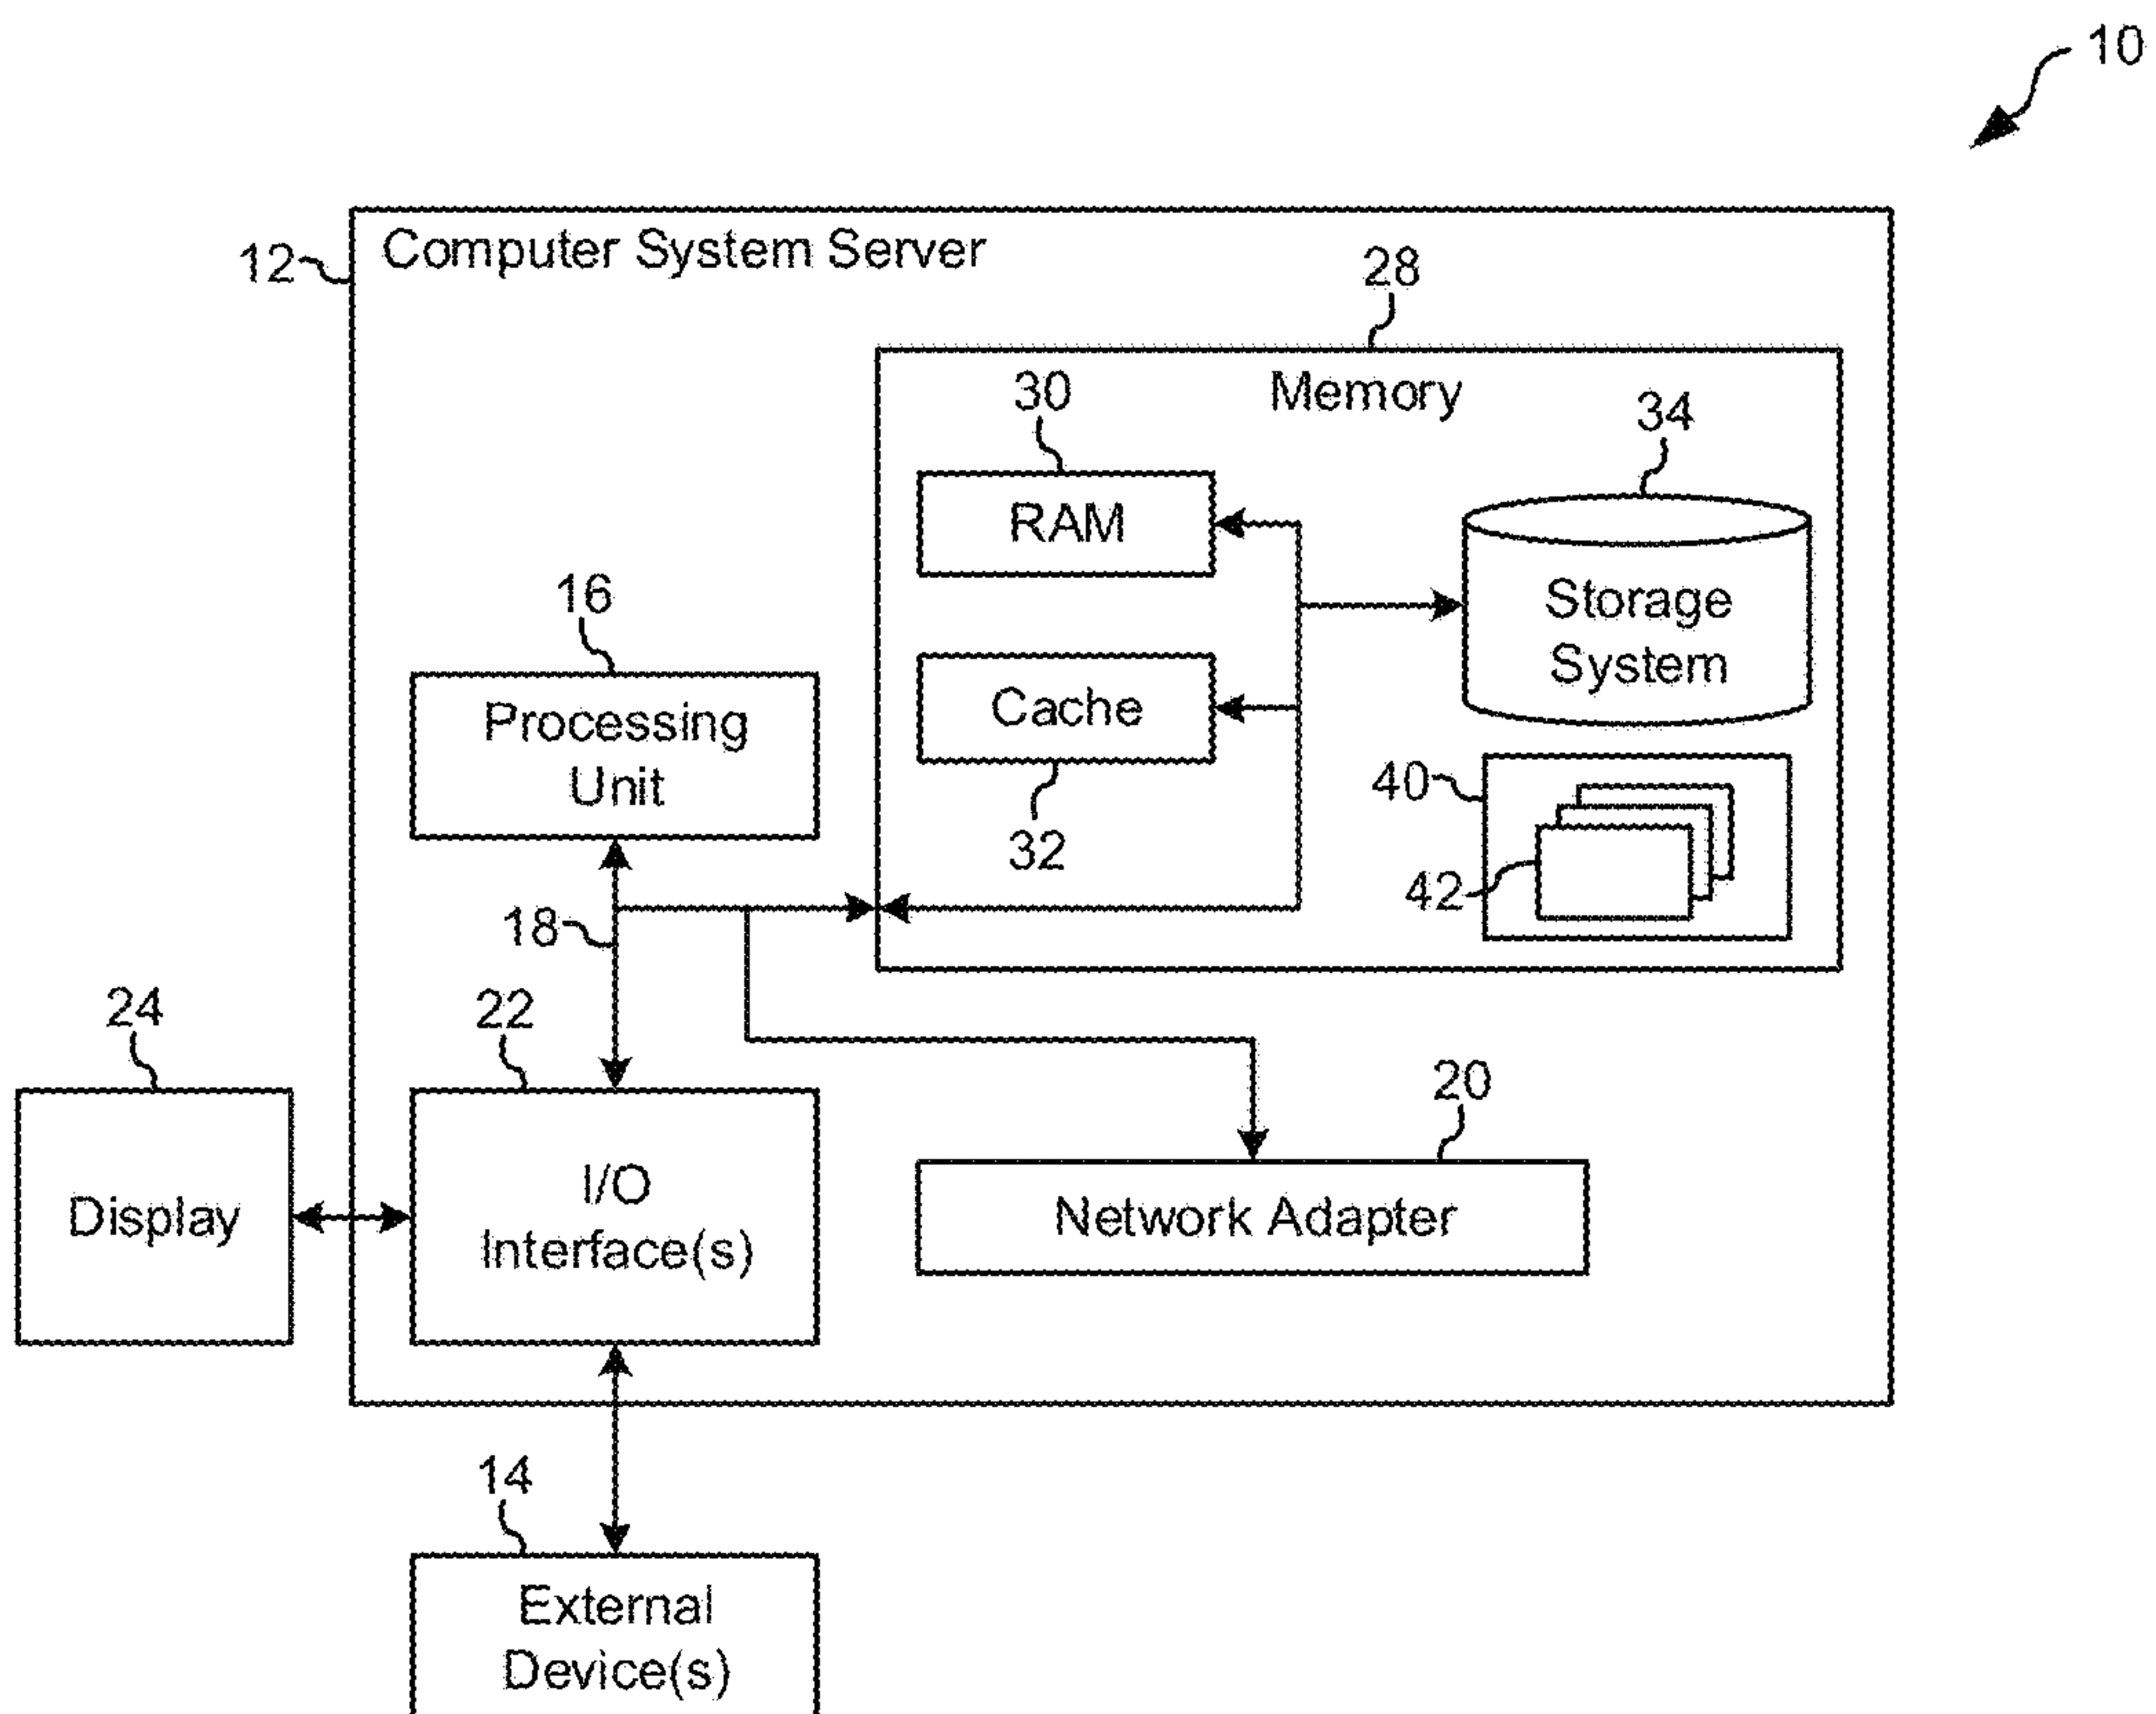 10
12
Computer System Server
28
Memory
30
RAM
34
Storage
System
16
Processing
Unit
Cache
32
40
42
18
24
Display
22
I/O
Interface(s)
20
Network Adapter
14
External
Device(s)